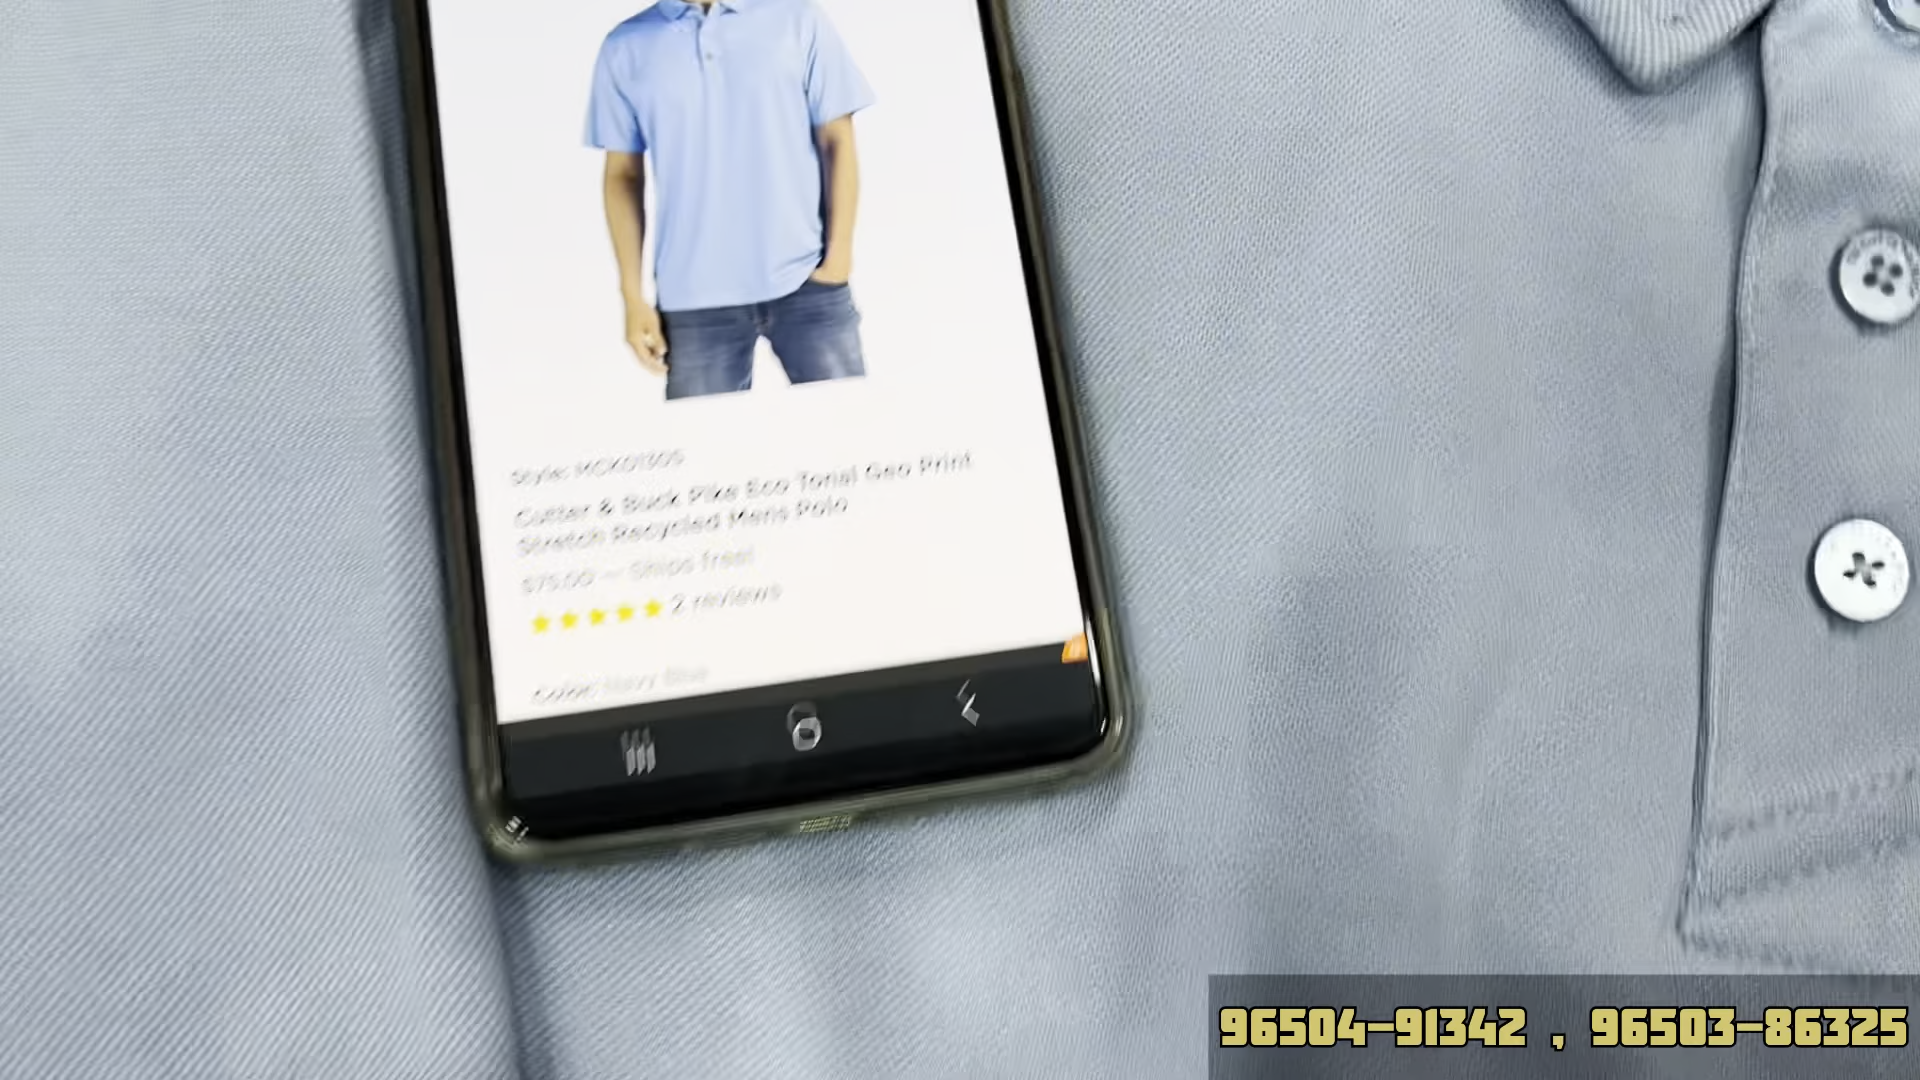 Style: MCK01305
Cutter & Buck Pike Eco Tonal Geo Print
Stretch Recycled Mens Polo
$75.00 — Ships free!
2 reviews
Color: Navy Blue
96504-91342 , 96503-86325